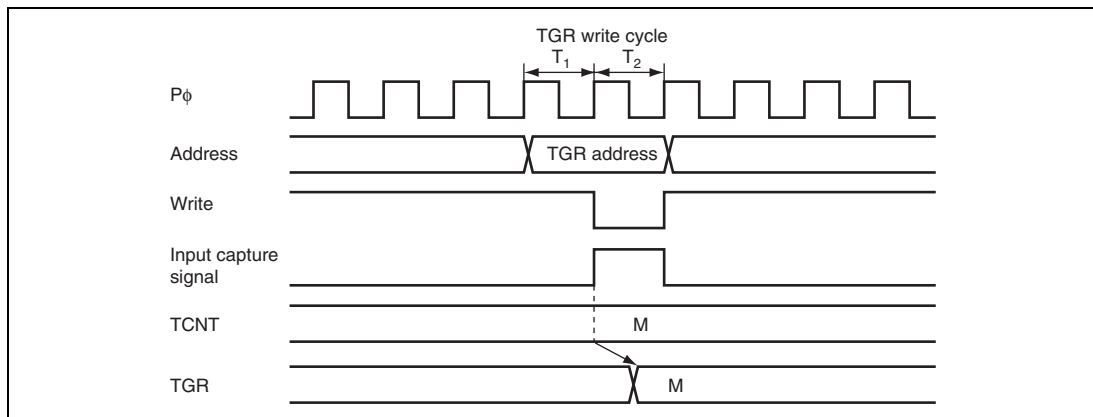 TGR write cycle
T1 T2
Pϕ
Address TGR address
Write
Input capture
signal
TCNT M
TGR M